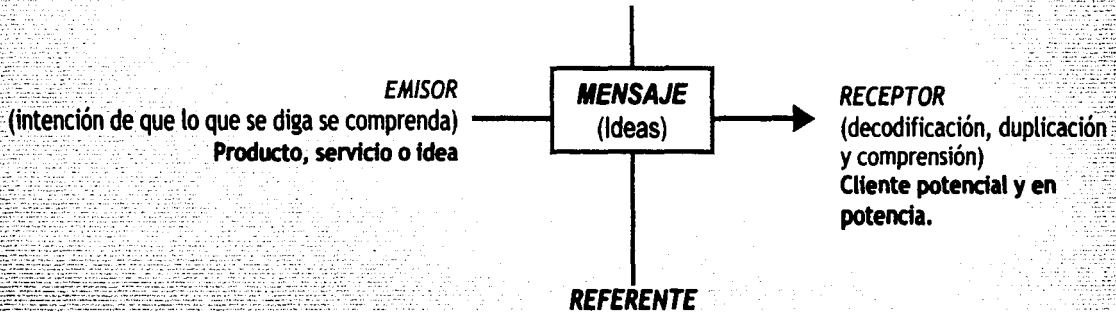 EMISOR
(intención de que lo que se diga se comprenda)
Producto, servicio o idea
MENSAJE
(Ideas)
RECEPTOR
(decodificación, duplicación
y comprensión)
Cliente potencial y en
potencia.
REFERENTE